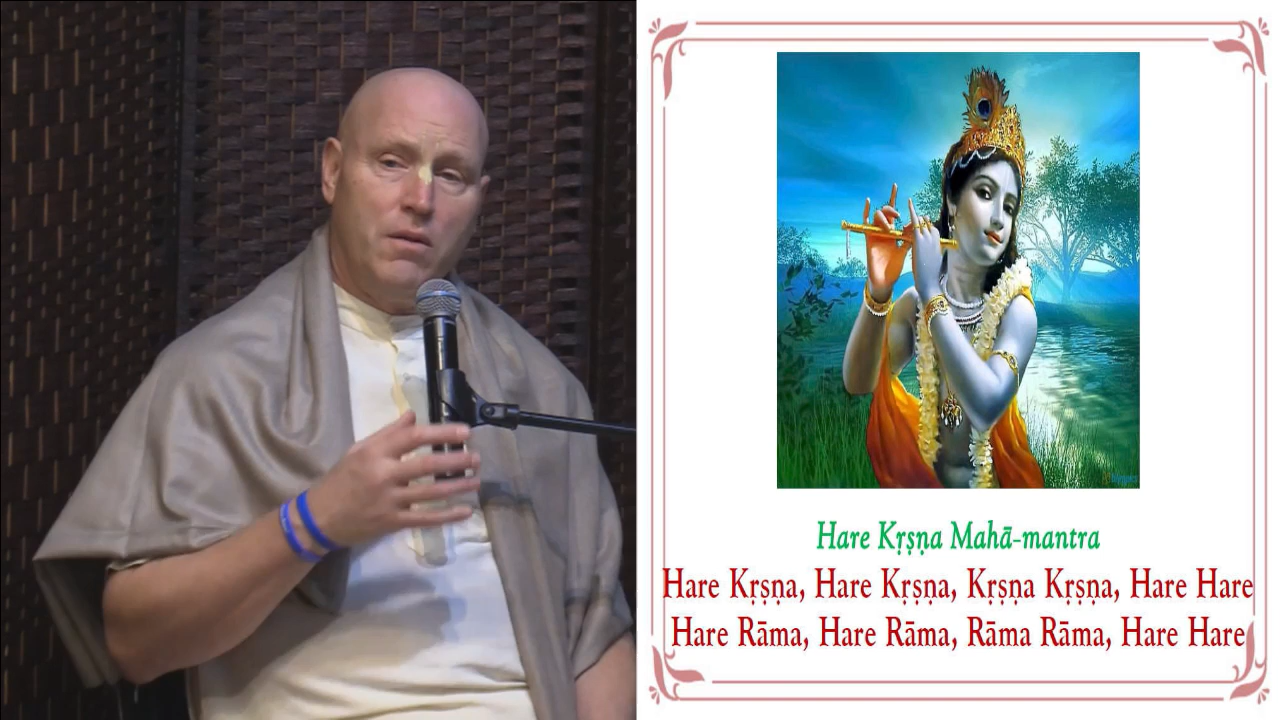 Hare Kṛṣṇa Mahā-mantra
Hare Kṛṣṇa, Hare Kṛṣṇa, Kṛṣṇa Kṛṣṇa, Hare Hare
Hare Rāma, Hare Rāma, Rāma Rāma, Hare Hare